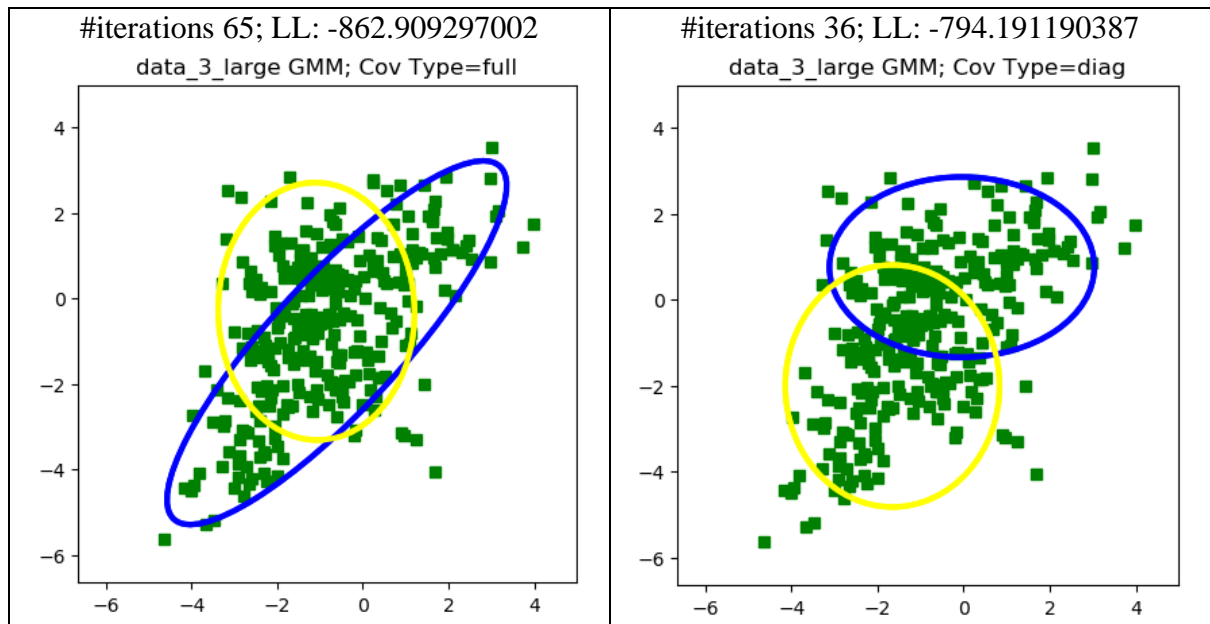 #iterations 65; LL: -862.909297002
data_3_large GMM; Cov Type=full
4
2
0
−2
−4
−6
−6 −4 −2 0 2 4
#iterations 36; LL: -794.191190387
data_3_large GMM; Cov Type=diag
4
2
0
−2
−4
−6
−6 −4 −2 0 2 4